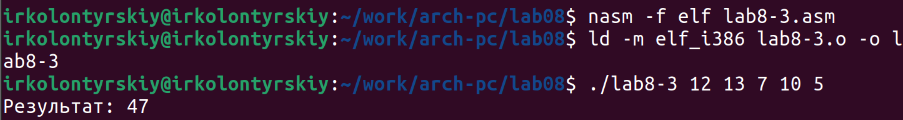 irkolontyrskiy@irkolontyrskiy:~/work/arch-pc/lab08$ nasm -f elf lab8-3.asm
irkolontyrskiy@irkolontyrskiy:~/work/arch-pc/lab08$ ld -m elf_i386 lab8-3.o -o l
ab8-3
irkolontyrskiy@irkolontyrskiy:~/work/arch-pc/lab08$ ./lab8-3 12 13 7 10 5
Результат: 47